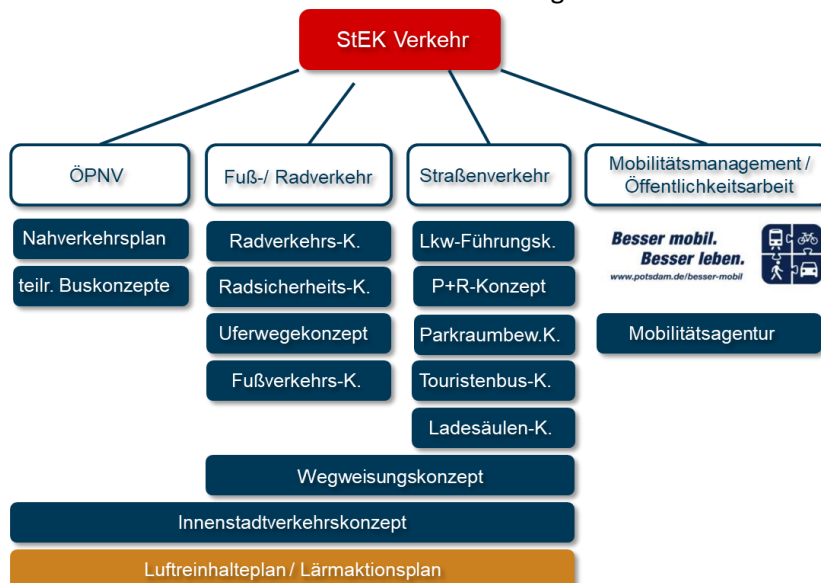 StEK Verkehr
ÖPNV
Fuß-/ Radverkehr
Straßenverkehr
Mobilitätsmanagement /
Öffentlichkeitsarbeit
Nahverkehrsplan
teilr. Buskonzepte
Radverkehrs-K.
Radsicherheits-K.
Uferwegekonzept
Fußverkehrs-K.
Lkw-Führungsk.
P+R-Konzept
Parkraumbew.K.
Touristenbus-K.
Ladesäulen-K.
Besser mobil.
Besser leben.
www.potsdam.de/besser-mobil
Mobilitätsagentur
Wegweisungskonzept
Innenstadtverkehrskonzept
Luftreinhalteplan / Lärmaktionsplan